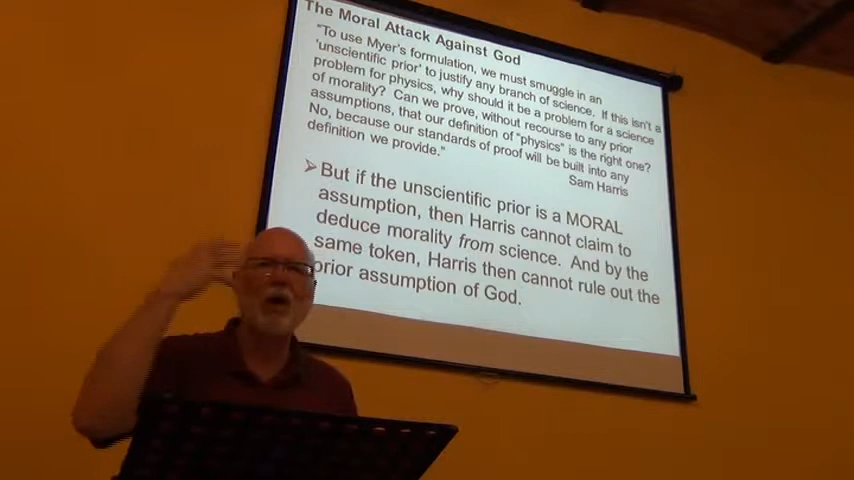 The Moral Attack Against God
"To use Myer's formulation, we must smuggle in an
'unscientific prior' to justify any branch of science. If this isn't a
problem for physics, why should it be a problem for a science
of morality? Can we prove, without recourse to any prior
assumptions, that our definition of "physics" is the right one?
No, because our standards of proof will be built into any
definition we provide."
Sam Harris
➢ But if the unscientific prior is a MORAL
assumption, then Harris cannot claim to
deduce morality from science. And by the
same token, Harris then cannot rule out the
prior assumption of God.